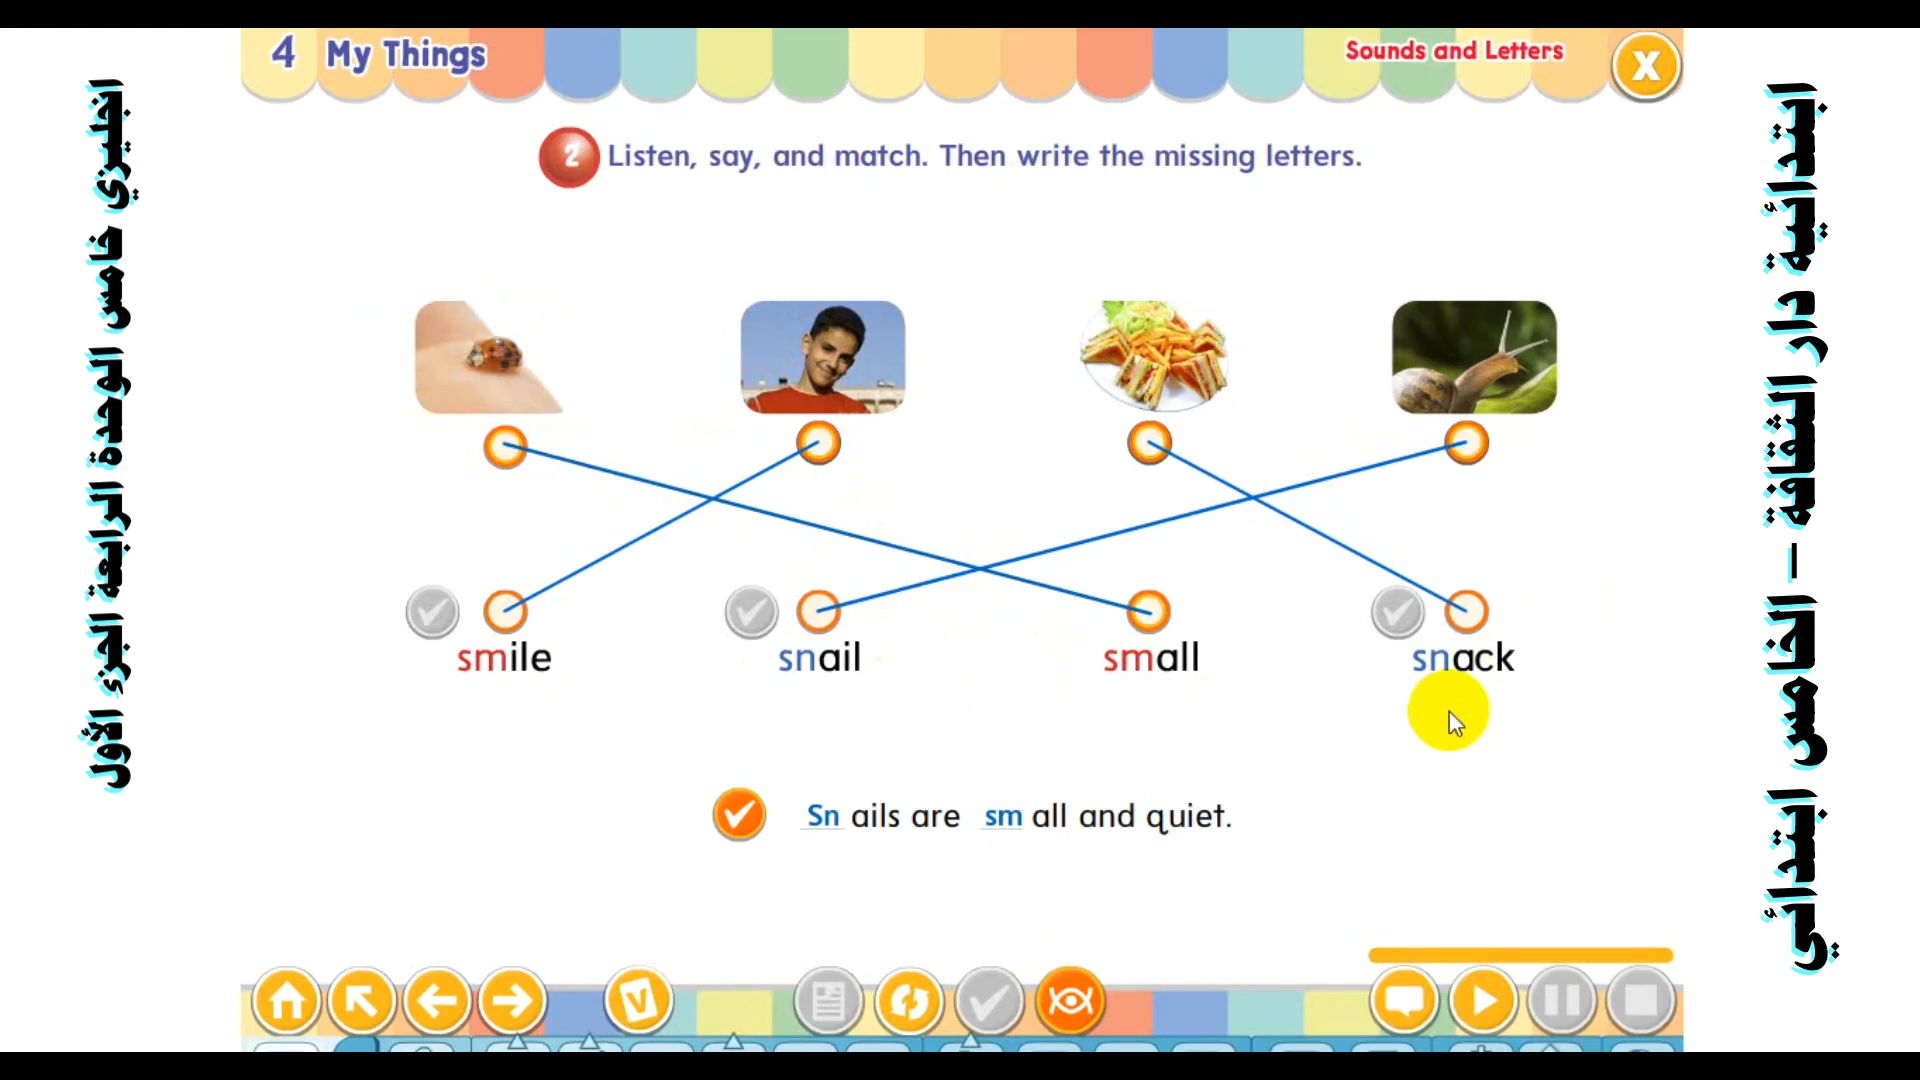 4 My Things
Sounds and Letters
X
2 Listen, say, and match. Then write the missing letters.
smile
snail
small
snack
Sn ails are sm all and quiet.
V
انجليزي خامس الوحدة الرابعة الجزء الأول
ابتدائية دار الثقافة – الخامس ابتدائي